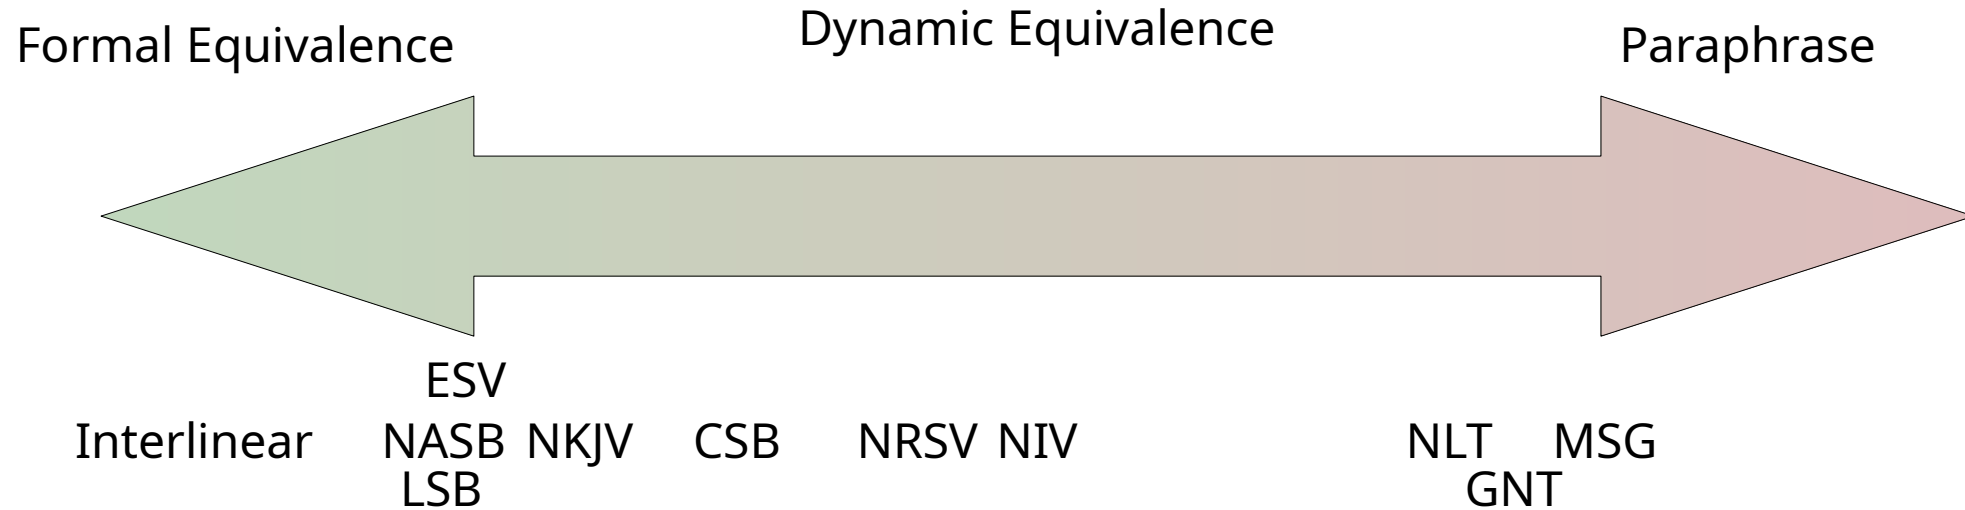 Formal Equivalence
Dynamic Equivalence
Paraphrase
ESV
Interlinear NASB NKJV CSB NRSV NIV NLT MSG
LSB GNT